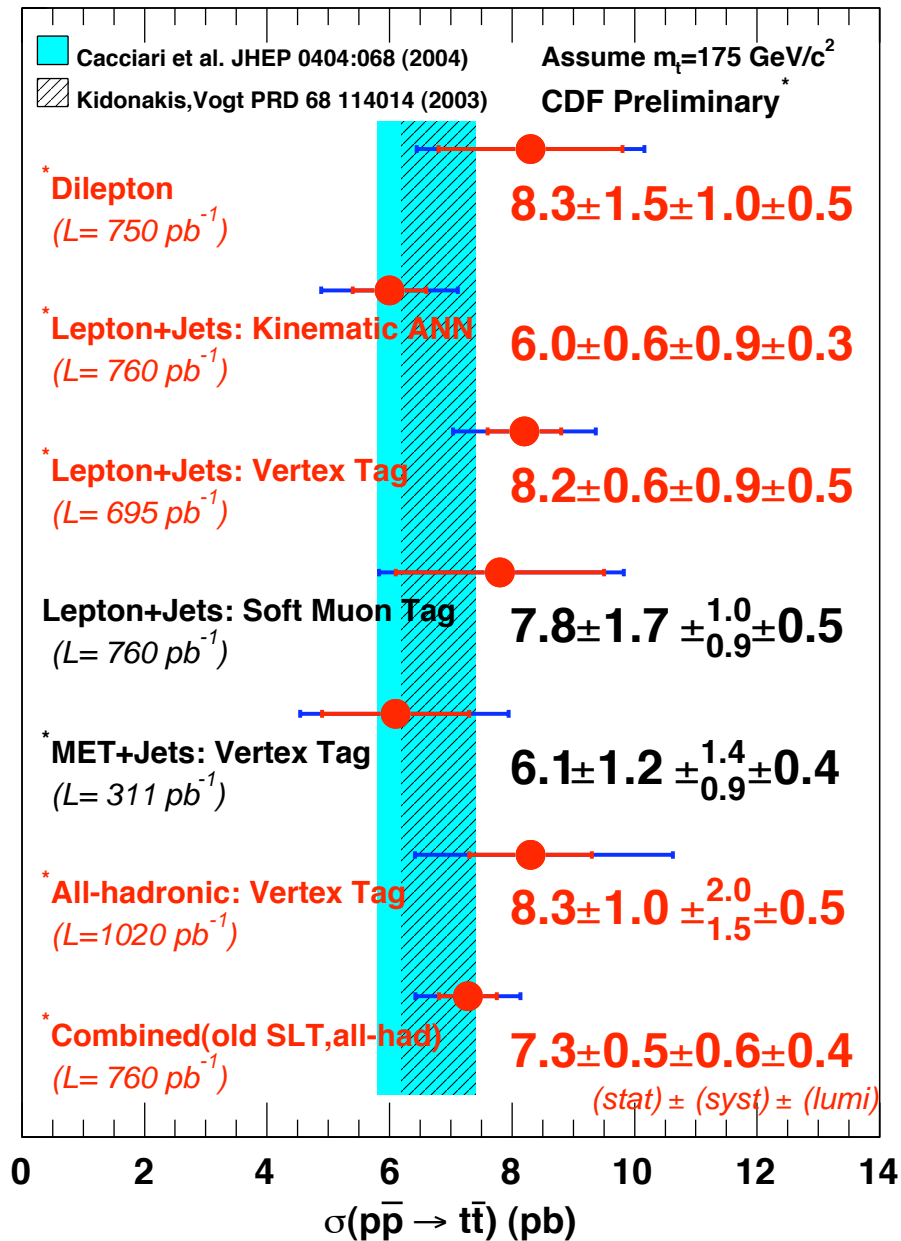 Cacciari et al. JHEP 0404:068 (2004)
Assume mₜ=175 GeV/c²
Kidonakis,Vogt PRD 68 114014 (2003)
CDF Preliminary*
*Dilepton
8.3±1.5±1.0±0.5
(L= 750 pb⁻¹)
*Lepton+Jets: Kinematic ANN
6.0±0.6±0.9±0.3
(L= 760 pb⁻¹)
*Lepton+Jets: Vertex Tag
8.2±0.6±0.9±0.5
(L= 695 pb⁻¹)
Lepton+Jets: Soft Muon Tag
7.8±1.7 ± 1.0 0.9 ±0.5
(L= 760 pb⁻¹)
*MET+Jets: Vertex Tag
6.1±1.2 ± 1.4 0.9 ±0.4
(L= 311 pb⁻¹)
*All-hadronic: Vertex Tag
8.3±1.0 ± 2.0 1.5 ±0.5
(L=1020 pb⁻¹)
*Combined(old SLT,all-had)
7.3±0.5±0.6±0.4
(L= 760 pb⁻¹)
(stat) ± (syst) ± (lumi)
0 2 4 6 8 10 12 14
σ(pp̅ → tt̅) (pb)